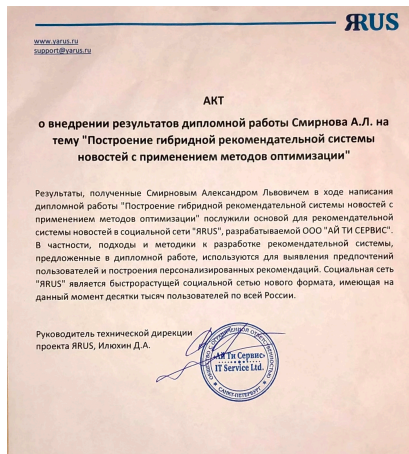 ЯRUS
www.yarus.ru
support@yarus.ru
АКТ
о внедрении результатов дипломной работы Смирнова А.Л. на
тему "Построение гибридной рекомендательной системы
новостей с применением методов оптимизации"
Результаты, полученные Смирновым Александром Львовичем в ходе написания
дипломной работы "Построение гибридной рекомендательной системы новостей с
применением методов оптимизации" послужили основой для рекомендательной
системы новостей в социальной сети "ЯRUS", разрабатываемой ООО "АЙ ТИ СЕРВИС".
В частности, подходы и методики к разработке рекомендательной системы,
предложенные в дипломной работе, используются для выявления предпочтений
пользователей и построения персонализированных рекомендаций. Социальная сеть
"ЯRUS" является быстрорастущей социальной сетью нового формата, имеющая на
данный момент десятки тысяч пользователей по всей России.
Руководитель технической дирекции
проекта ЯRUS, Илюхин Д.А.
ОБЩЕСТВО С ОГРАНИЧЕННОЙ ОТВЕТСТВЕННОСТЬЮ
«Ай Ти Сервис»
IT Service Ltd.
САНКТ-ПЕТЕРБУРГ